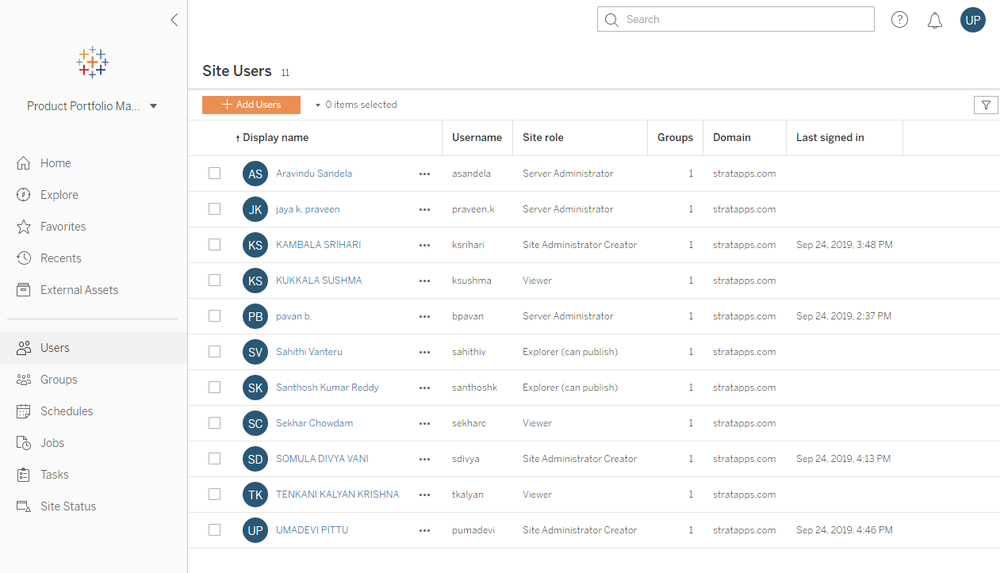 Search
?
UP
Product Portfolio Ma...
Home
Explore
Favorites
Recents
External Assets
Users
Groups
Schedules
Jobs
Tasks
Site Status
Site Users 11
Add Users 0 items selected
↑ Display name Username Site role Groups Domain Last signed in
AS Aravindu Sandela ••• asandela Server Administrator 1 stratapps.com
JK jaya k. praveen ••• praveen.k Server Administrator 1 stratapps.com
KS KAMBALA SRIHARI ••• ksrihari Site Administrator Creator 1 stratapps.com Sep 24, 2019, 3:48 PM
KS KUKKALA SUSHMA ••• ksushma Viewer 1 stratapps.com
PB pavan b. ••• bpavan Server Administrator 1 stratapps.com Sep 24, 2019, 2:37 PM
SV Sahithi Vanteru ••• sahithiv Explorer (can publish) 1 stratapps.com
SK Santhosh Kumar Reddy ••• santhoshk Explorer (can publish) 1 stratapps.com
SC Sekhar Chowdam ••• sekharc Viewer 1 stratapps.com
SD SOMULA DIVYA VANI ••• sdivya Site Administrator Creator 1 stratapps.com Sep 24, 2019, 4:13 PM
TK TENKANI KALYAN KRISHNA ••• tkalyan Viewer 1 stratapps.com
UP UMADEVI PITTU ••• pumadevi Site Administrator Creator 1 stratapps.com Sep 24, 2019, 4:46 PM